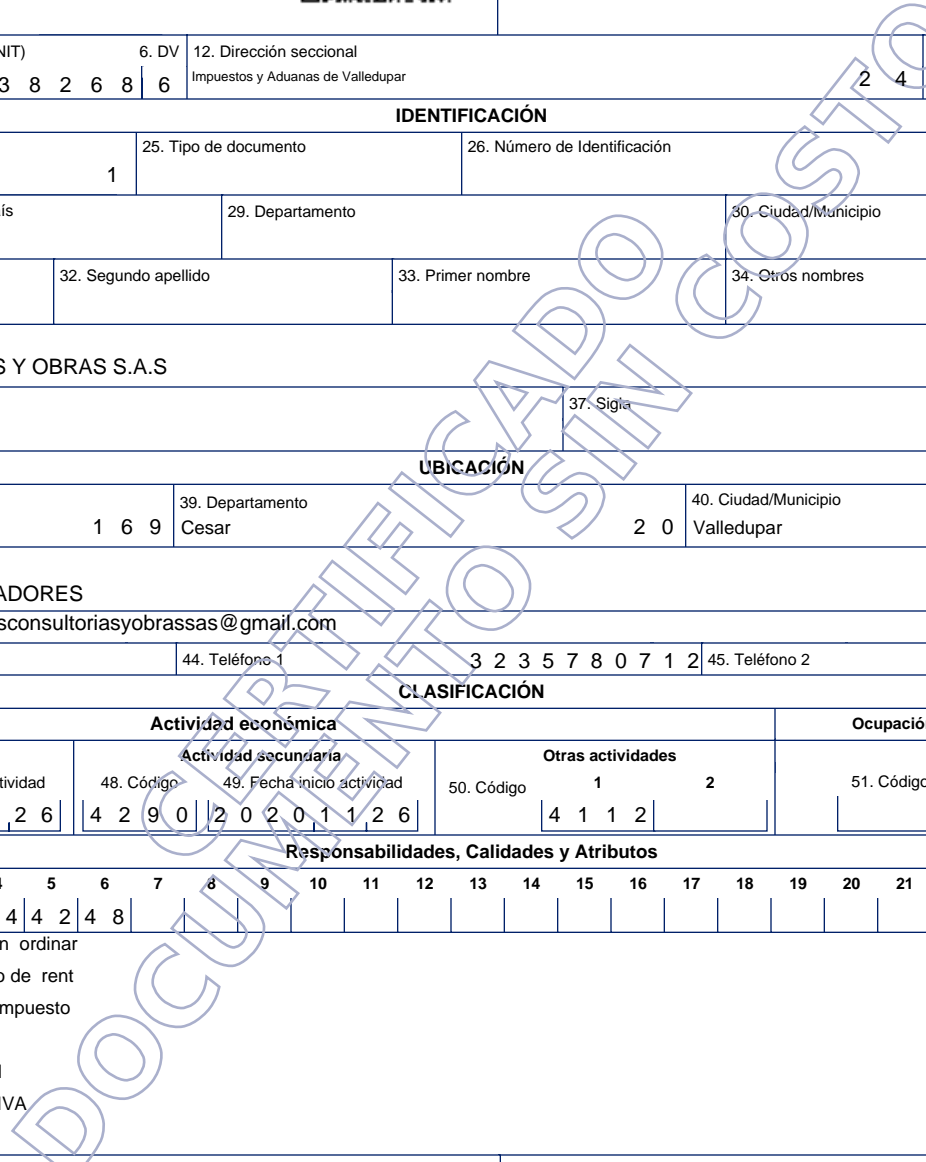 NIT) 6. DV 12. Dirección seccional
3 8 2 6 8 6 Impuestos y Aduanas de Valledupar 2 4
IDENTIFICACIÓN
25. Tipo de documento 26. Número de Identificación
1
ís 29. Departamento 30. Ciudad/Municipio
32. Segundo apellido 33. Primer nombre 34. Otros nombres
S Y OBRAS S.A.S
37. Sigla
UBICACIÓN
39. Departamento 40. Ciudad/Municipio
1 6 9 Cesar 2 0 Valledupar
ADORES
sconsultoriasyobrassas@gmail.com
44. Teléfono 1 3 2 3 5 7 8 0 7 1 2 45. Teléfono 2
CLASIFICACIÓN
Actividad económica Ocupación
Actividad secundaria Otras actividades
tividad 48. Código 49. Fecha inicio actividad 50. Código 1 2 51. Código
2 6 4 2 9 0 2 0 2 0 1 1 2 6 4 1 1 2
Responsabilidades, Calidades y Atributos
4 5 6 7 8 9 10 11 12 13 14 15 16 17 18 19 20 21
4 4 2 4 8
n ordinar
o de rent
mpuesto
IVA
CERTIFICADO
DOCUMENTO SIN COSTO